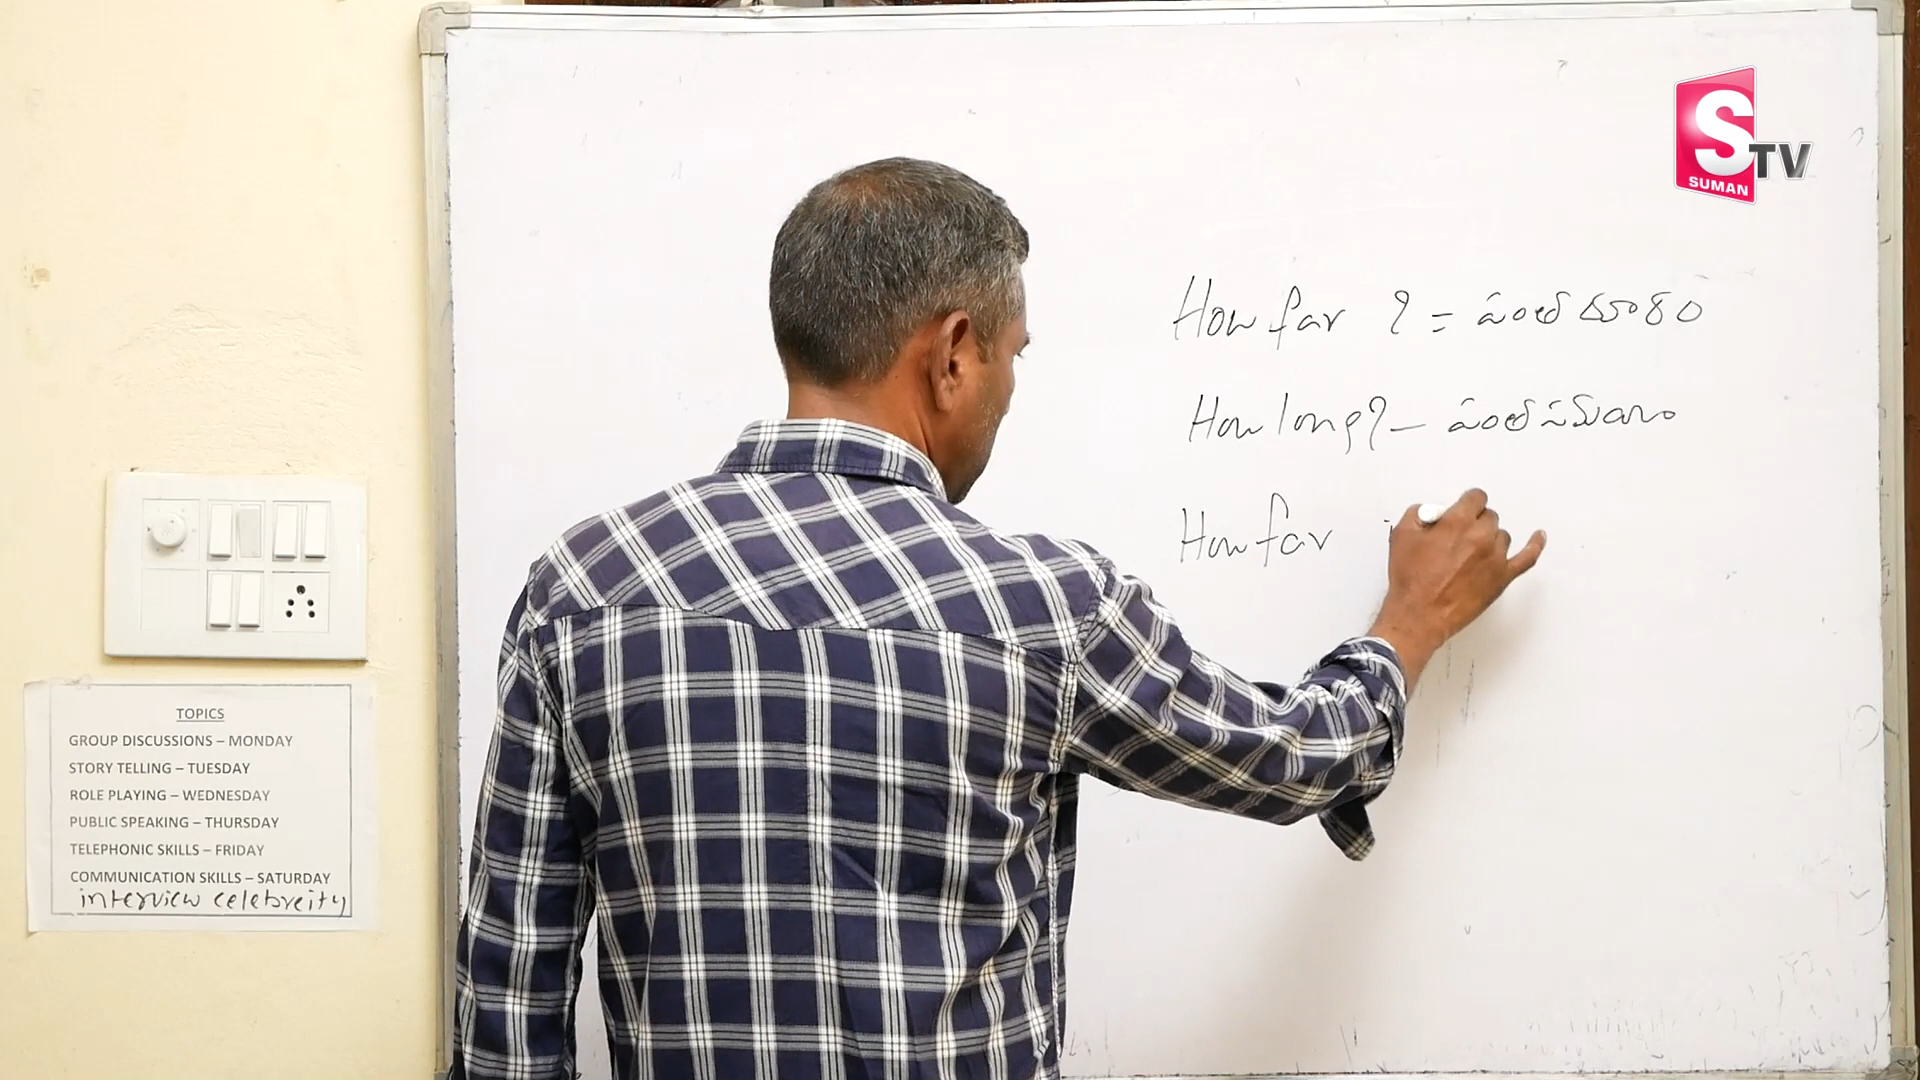 S TV
SUMAN
How far ? = ఎంత దూరం
How long? – ఎంత సమయం
How far i
TOPICS
GROUP DISCUSSIONS – MONDAY
STORY TELLING – TUESDAY
ROLE PLAYING – WEDNESDAY
PUBLIC SPEAKING – THURSDAY
TELEPHONIC SKILLS – FRIDAY
COMMUNICATION SKILLS – SATURDAY
interview celebreity